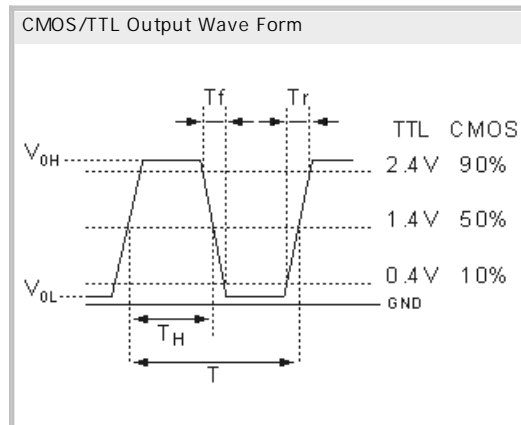 CMOS/TTL Output Wave Form
Tf Tr
TTL CMOS
V0H
2.4V 90%
1.4V 50%
0.4V 10%
V0L
GND
TH
T